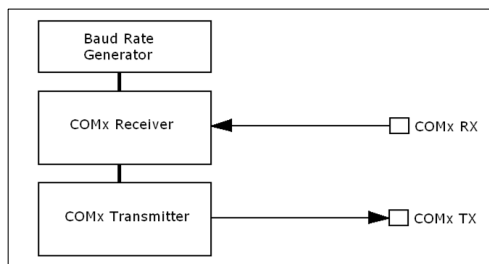 Baud Rate
Generator
COMx Receiver
COMx RX
COMx Transmitter
COMx TX